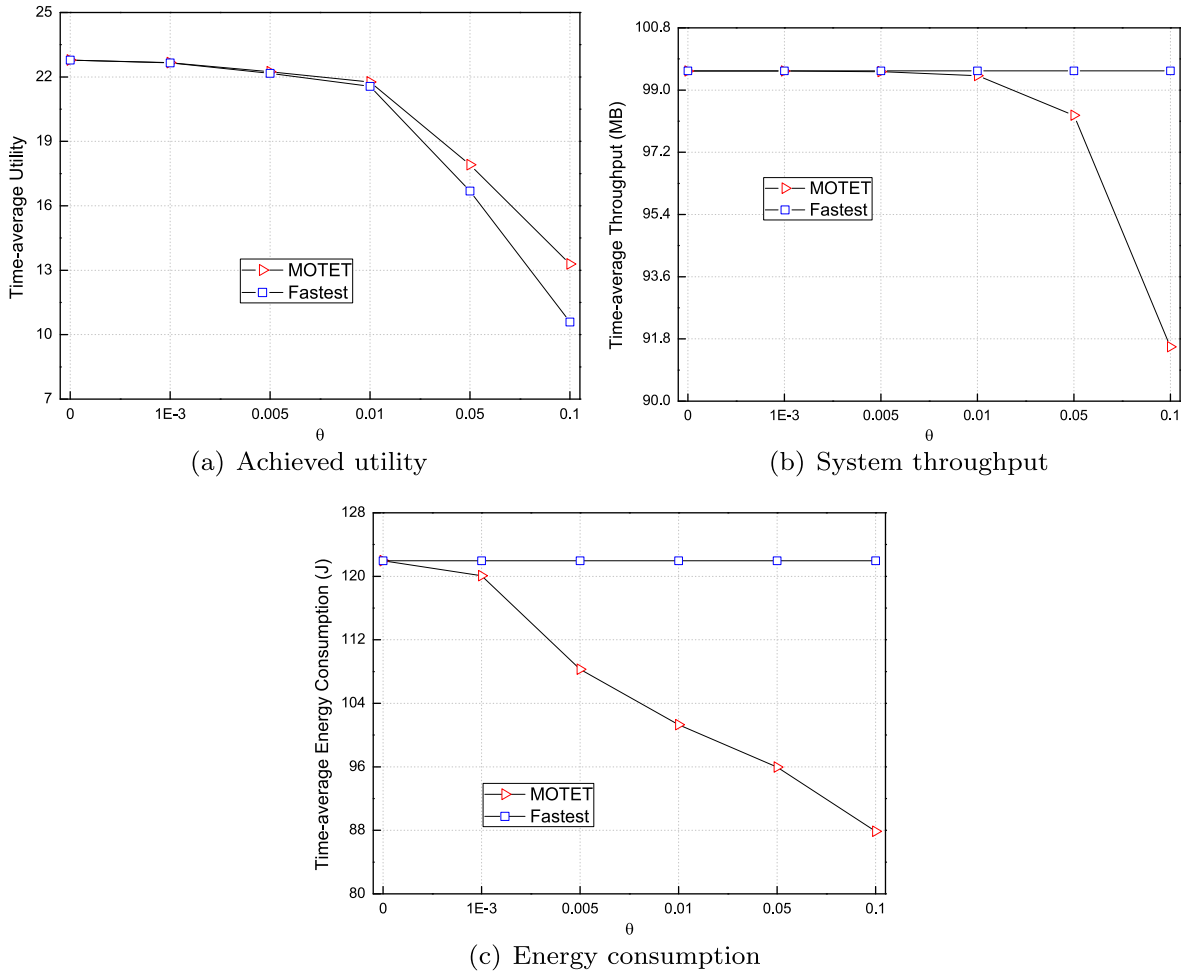 25
22
19
16
13
10
7
Time-average Utility
MOTET
Fastest
0 1E-3 0.005 0.01 0.05 0.1
θ
(a) Achieved utility
100.8
99.0
97.2
95.4
93.6
91.8
90.0
Time-average Throughput (MB)
MOTET
Fastest
0 1E-3 0.005 0.01 0.05 0.1
θ
(b) System throughput
128
120
112
104
96
88
80
Time-average Energy Consumption (J)
MOTET
Fastest
0 1E-3 0.005 0.01 0.05 0.1
θ
(c) Energy consumption